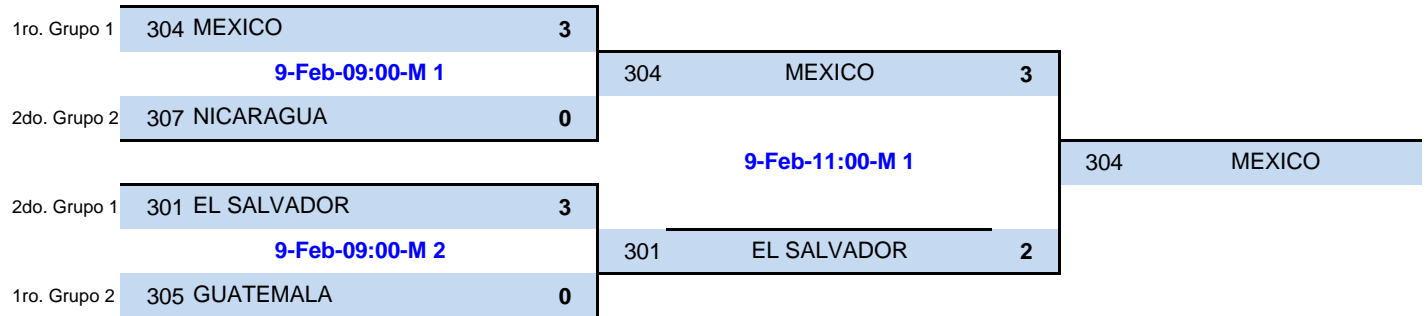 1ro. Grupo 1 304 MEXICO 3
9-Feb-09:00-M 1
304 MEXICO 3
2do. Grupo 2 307 NICARAGUA 0
9-Feb-11:00-M 1
304 MEXICO
2do. Grupo 1 301 EL SALVADOR 3
9-Feb-09:00-M 2
301 EL SALVADOR 2
1ro. Grupo 2 305 GUATEMALA 0